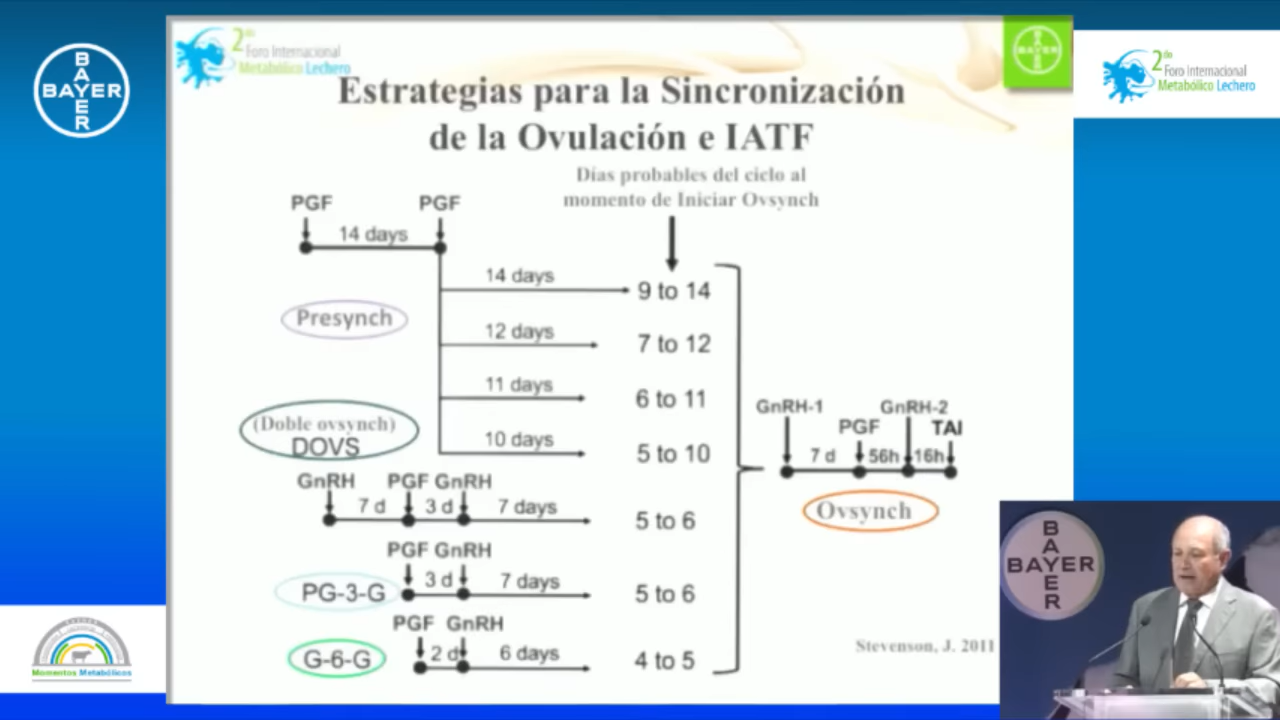 BAYER
BAYER
2do
Foro Internacional
Metabólico Lechero
BAYER
BAYER
2do
Foro Internacional
Metabólico Lechero
Estrategias para la Sincronización
de la Ovulación e IATF
Días probables del ciclo al
momento de Iniciar Ovsynch
PGF PGF
14 days
14 days 9 to 14
Presynch
12 days 7 to 12
11 days 6 to 11
(Doble ovsynch)
DOVS
10 days 5 to 10
GnRH PGF GnRH
7 d 3 d 7 days 5 to 6
PGF GnRH
PG-3-G 3 d 7 days 5 to 6
PGF GnRH
G-6-G 2 d 6 days 4 to 5
GnRH-1 GnRH-2
PGF TAI
7 d 56h 16h
Ovsynch
Stevenson, J. 2011
BAYER
BAYER
Momentos Metabólicos